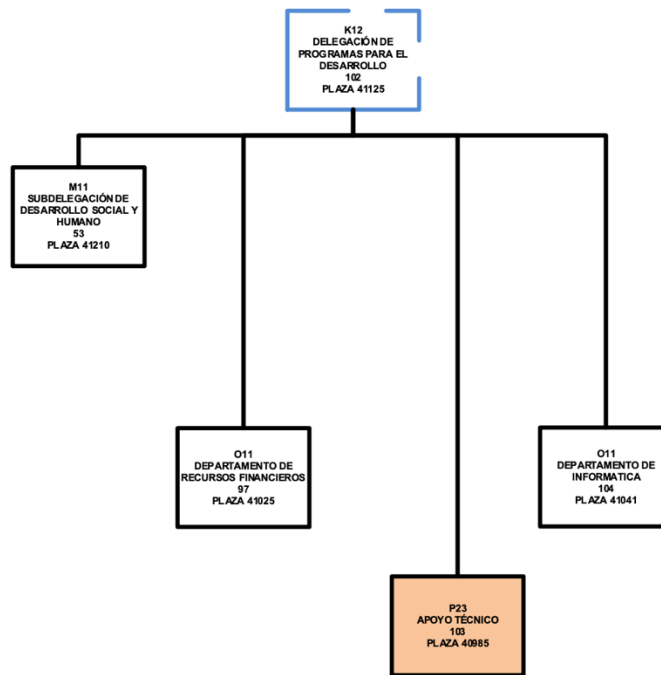 K12
DELEGACIÓN DE
PROGRAMAS PARA EL
DESARROLLO
102
PLAZA 41125
M11
SUBDELEGACIÓN DE
DESARROLLO SOCIAL Y
HUMANO
53
PLAZA 41210
O11
DEPARTAMENTO DE
RECURSOS FINANCIEROS
97
PLAZA 41025
O11
DEPARTAMENTO DE
INFORMATICA
104
PLAZA 41041
P23
APOYO TÉCNICO
103
PLAZA 40985